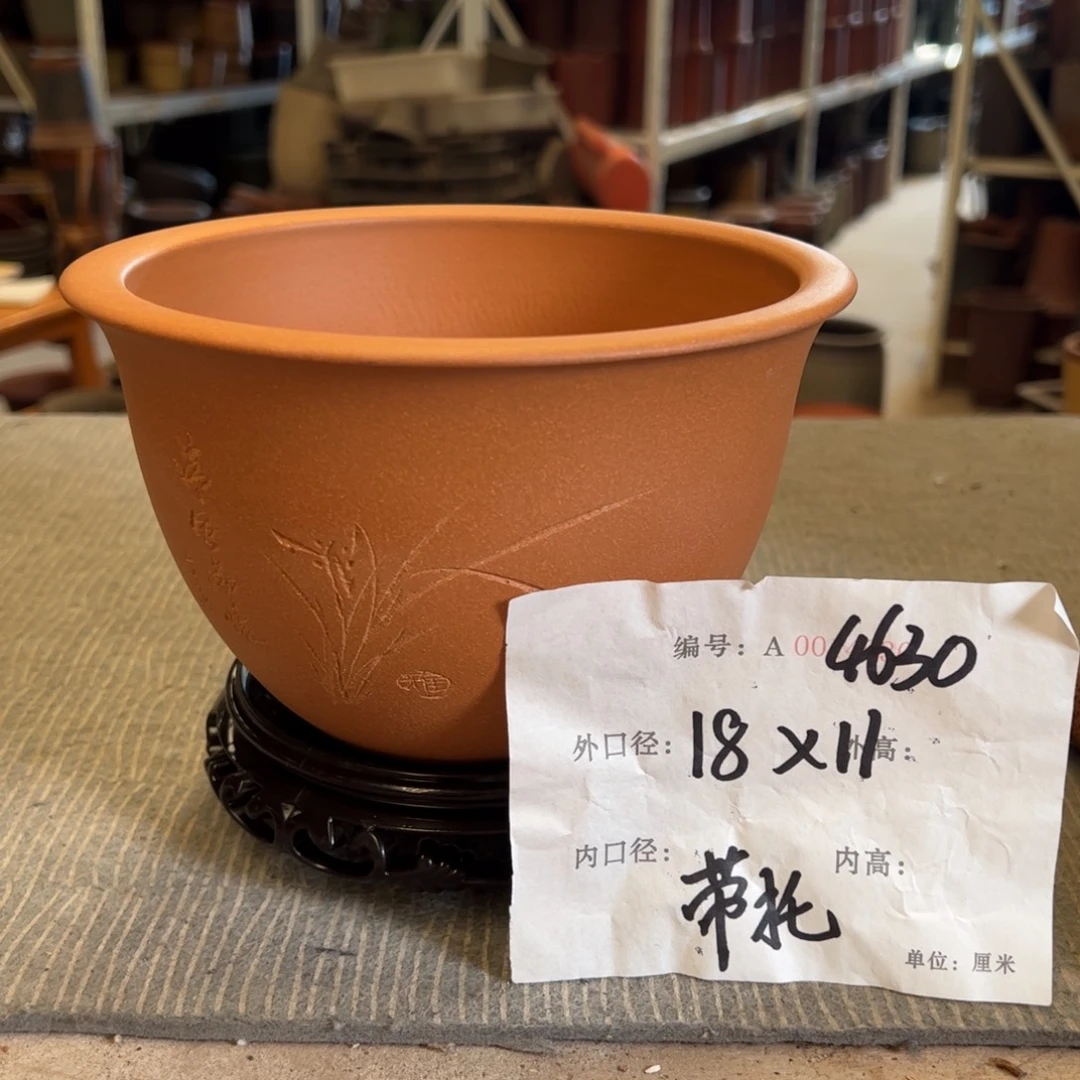 编号：A 00 4630
外口径：18×11 外高：
内口径： 内高：
带托
单位：厘米